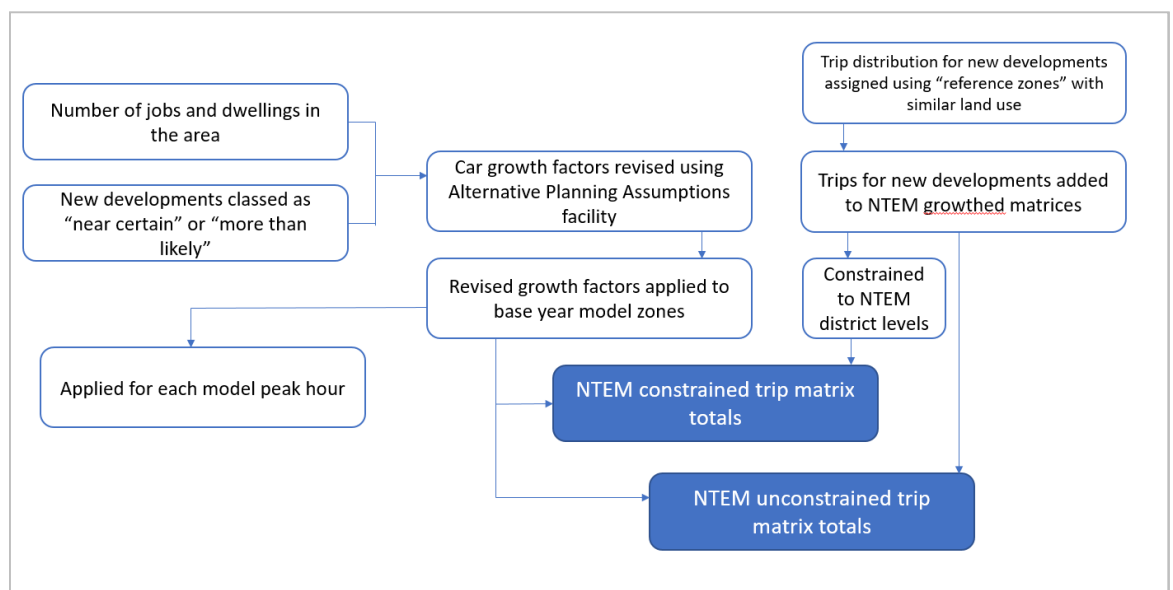 Number of jobs and dwellings in
the area
New developments classed as
“near certain” or “more than
likely”
Car growth factors revised using
Alternative Planning Assumptions
facility
Revised growth factors applied to
base year model zones
Applied for each model peak hour
Trip distribution for new developments
assigned using “reference zones” with
similar land use
Trips for new developments added
to NTEM growthed matrices
Constrained
to NTEM
district levels
NTEM constrained trip matrix
totals
NTEM unconstrained trip
matrix totals